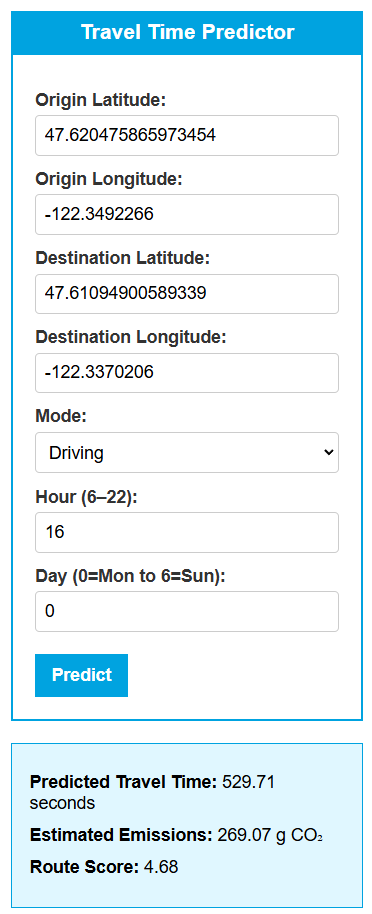 Travel Time Predictor
Origin Latitude:
47.620475865973454
Origin Longitude:
-122.3492266
Destination Latitude:
47.61094900589339
Destination Longitude:
-122.3370206
Mode:
Driving
Hour (6–22):
16
Day (0=Mon to 6=Sun):
0
Predict
Predicted Travel Time: 529.71
seconds
Estimated Emissions: 269.07 g CO₂
Route Score: 4.68